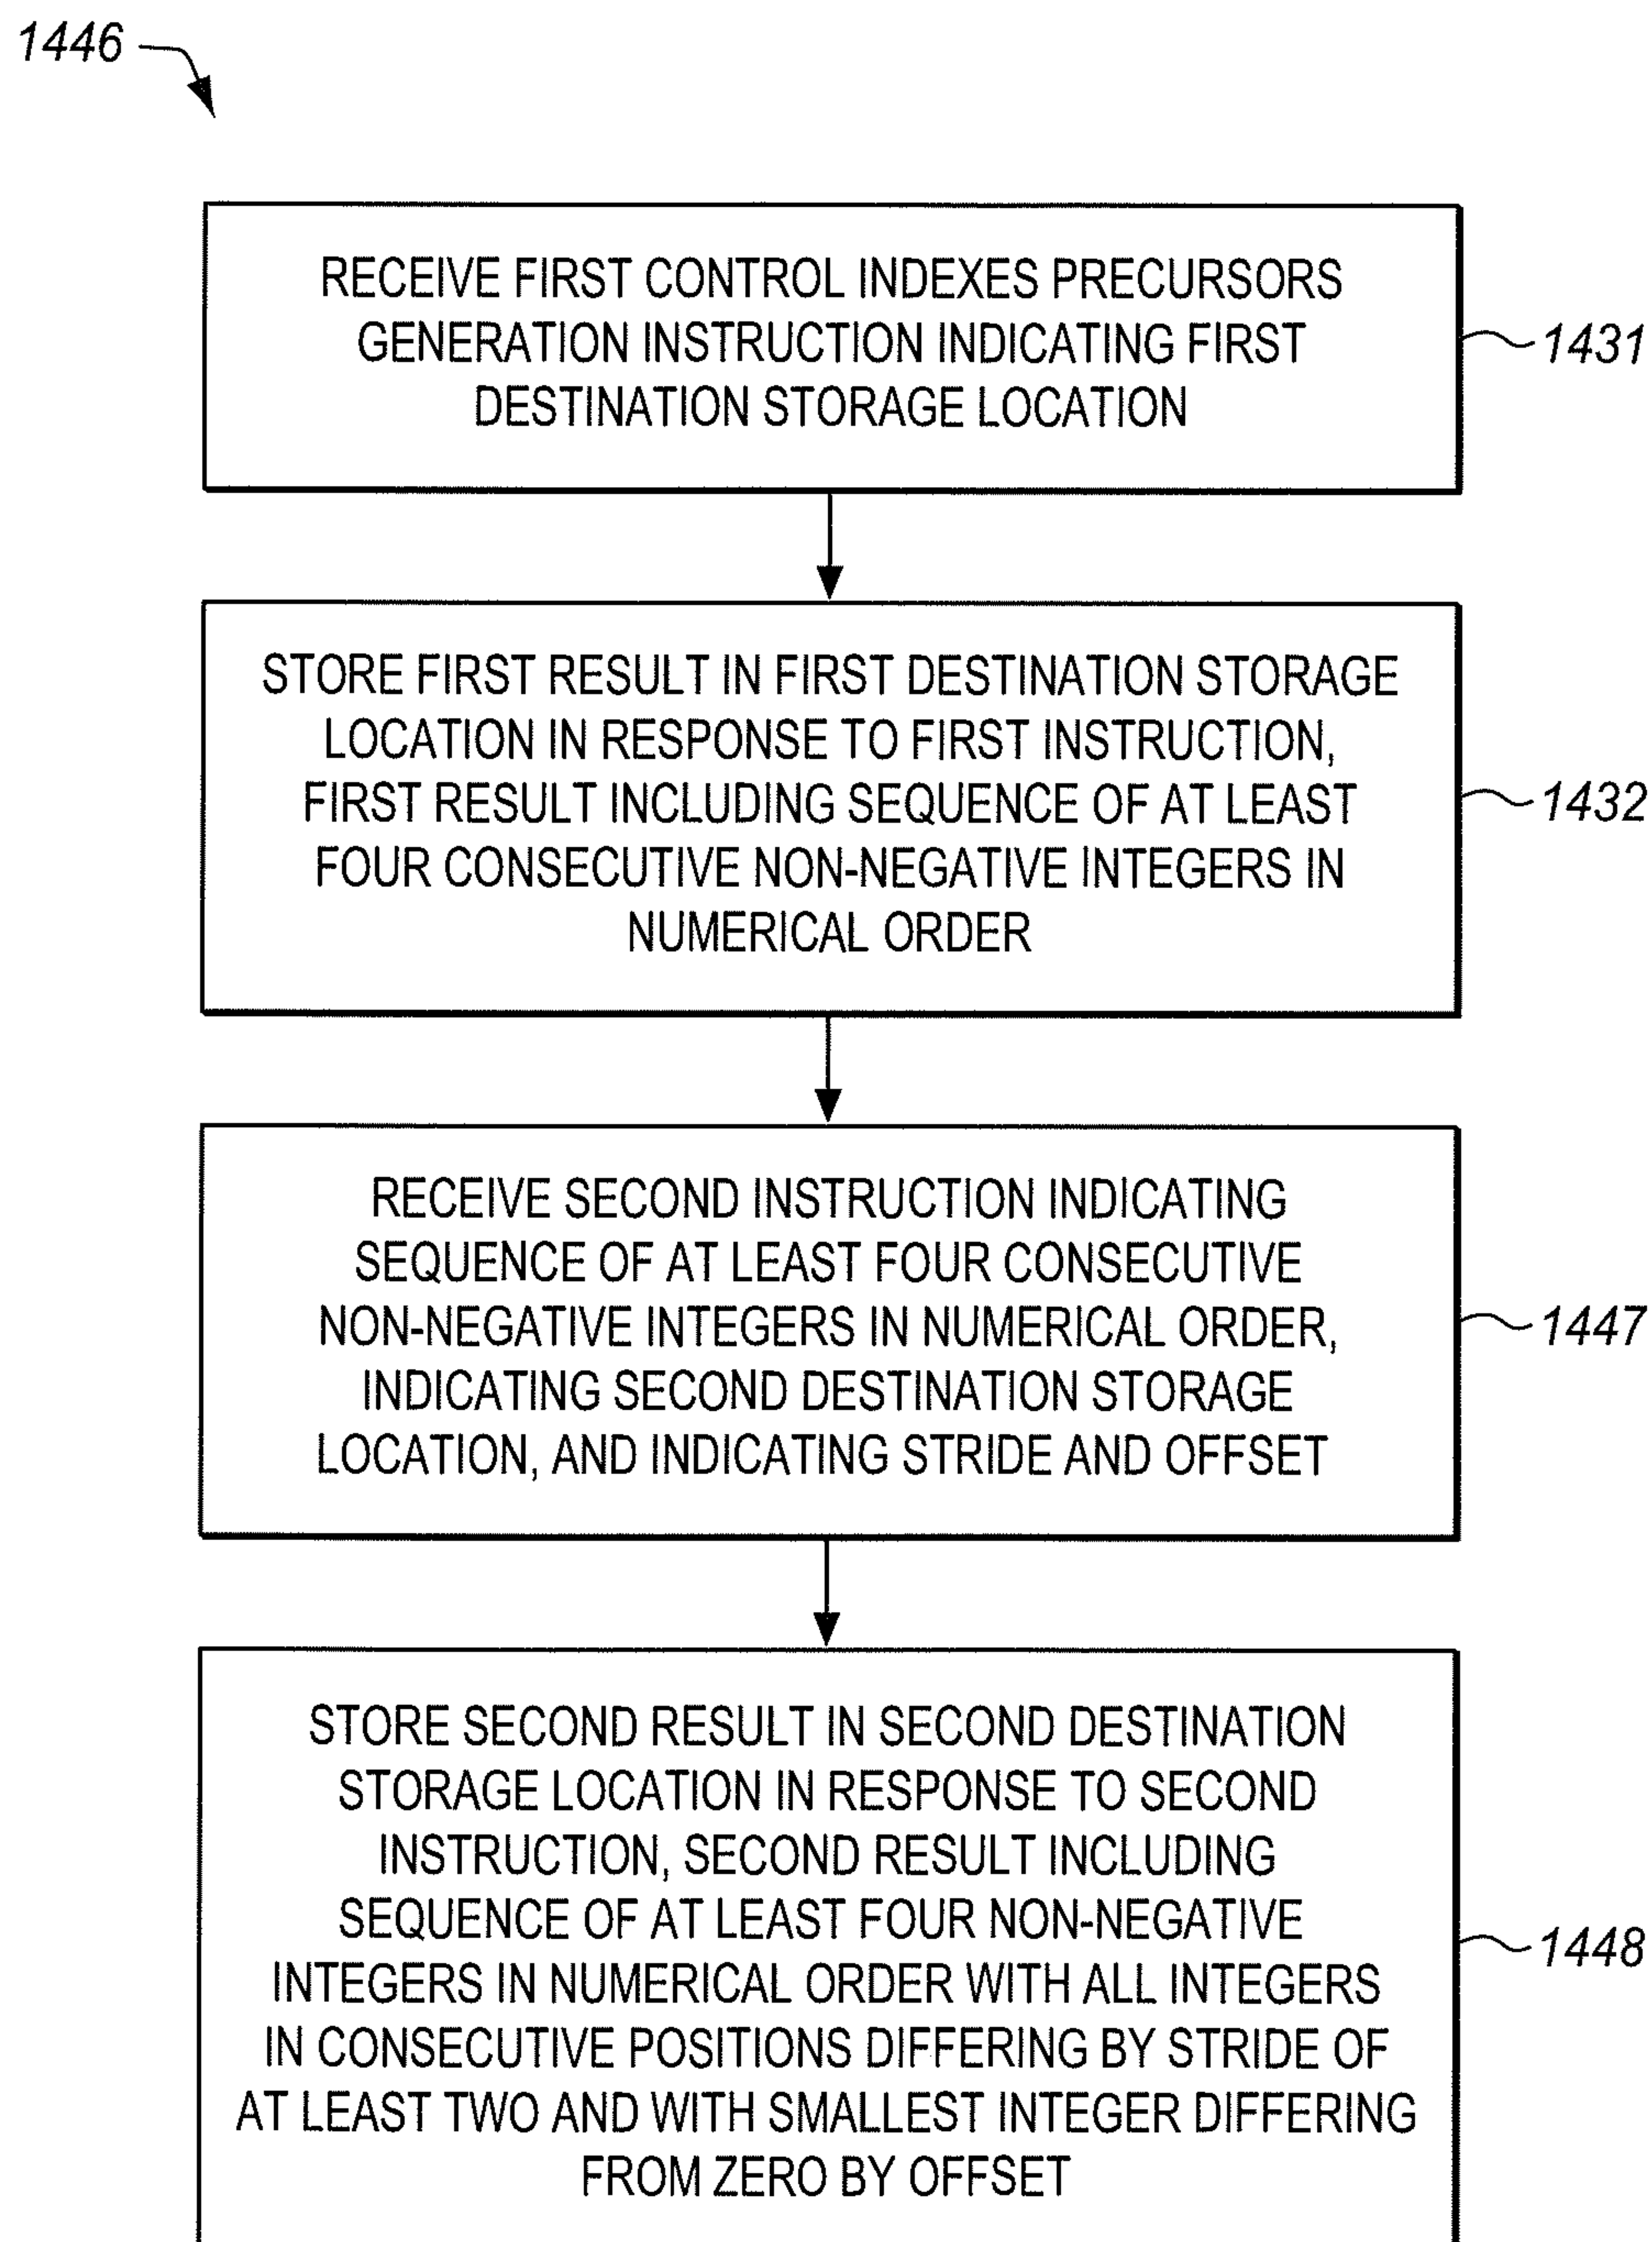 1446
RECEIVE FIRST CONTROL INDEXES PRECURSORS
GENERATION INSTRUCTION INDICATING FIRST
DESTINATION STORAGE LOCATION
1431
STORE FIRST RESULT IN FIRST DESTINATION STORAGE
LOCATION IN RESPONSE TO FIRST INSTRUCTION,
FIRST RESULT INCLUDING SEQUENCE OF AT LEAST
FOUR CONSECUTIVE NON-NEGATIVE INTEGERS IN
NUMERICAL ORDER
1432
RECEIVE SECOND INSTRUCTION INDICATING
SEQUENCE OF AT LEAST FOUR CONSECUTIVE
NON-NEGATIVE INTEGERS IN NUMERICAL ORDER,
INDICATING SECOND DESTINATION STORAGE
LOCATION, AND INDICATING STRIDE AND OFFSET
1447
STORE SECOND RESULT IN SECOND DESTINATION
STORAGE LOCATION IN RESPONSE TO SECOND
INSTRUCTION, SECOND RESULT INCLUDING
SEQUENCE OF AT LEAST FOUR NON-NEGATIVE
INTEGERS IN NUMERICAL ORDER WITH ALL INTEGERS
IN CONSECUTIVE POSITIONS DIFFERING BY STRIDE OF
AT LEAST TWO AND WITH SMALLEST INTEGER DIFFERING
FROM ZERO BY OFFSET
1448